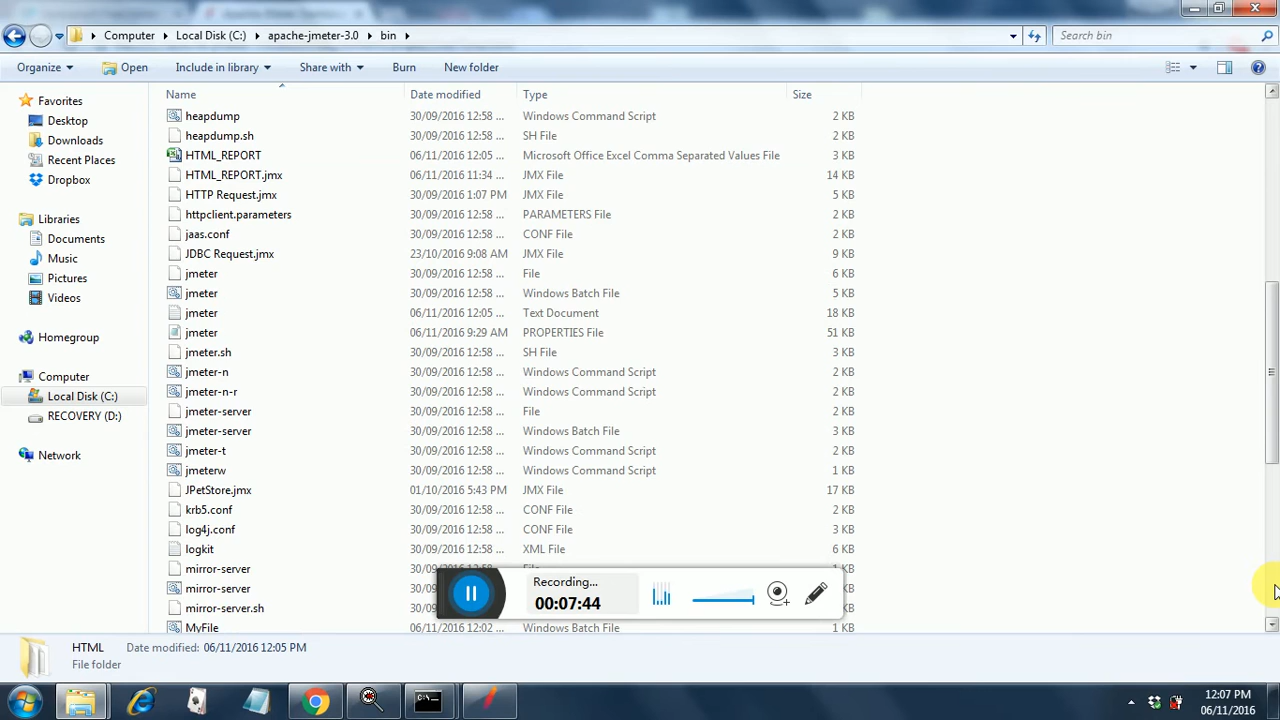 Computer Local Disk (C:) apache-jmeter-3.0 bin Search bin
Organize Open Include in library Share with Burn New folder
Name Date modified Type Size
Favorites
Desktop
Downloads
Recent Places
Dropbox
Libraries
Documents
Music
Pictures
Videos
Homegroup
Computer
Local Disk (C:)
RECOVERY (D:)
Network
heapdump 30/09/2016 12:58 ... Windows Command Script 2 KB
heapdump.sh 30/09/2016 12:58 ... SH File 2 KB
HTML_REPORT 06/11/2016 12:05 ... Microsoft Office Excel Comma Separated Values File 3 KB
HTML_REPORT.jmx 06/11/2016 11:34 ... JMX File 14 KB
HTTP Request.jmx 30/09/2016 1:07 PM JMX File 5 KB
httpclient.parameters 30/09/2016 12:58 ... PARAMETERS File 2 KB
jaas.conf 30/09/2016 12:58 ... CONF File 2 KB
JDBC Request.jmx 23/10/2016 9:08 AM JMX File 9 KB
jmeter 30/09/2016 12:58 ... File 6 KB
jmeter 30/09/2016 12:58 ... Windows Batch File 5 KB
jmeter 06/11/2016 12:05 ... Text Document 18 KB
jmeter 06/11/2016 9:29 AM PROPERTIES File 51 KB
jmeter.sh 30/09/2016 12:58 ... SH File 3 KB
jmeter-n 30/09/2016 12:58 ... Windows Command Script 2 KB
jmeter-n-r 30/09/2016 12:58 ... Windows Command Script 2 KB
jmeter-server 30/09/2016 12:58 ... File 2 KB
jmeter-server 30/09/2016 12:58 ... Windows Batch File 3 KB
jmeter-t 30/09/2016 12:58 ... Windows Command Script 2 KB
jmeterw 30/09/2016 12:58 ... Windows Command Script 1 KB
JPetStore.jmx 01/10/2016 5:43 PM JMX File 17 KB
krb5.conf 30/09/2016 12:58 ... CONF File 2 KB
log4j.conf 30/09/2016 12:58 ... CONF File 3 KB
logkit 30/09/2016 12:58 ... XML File 6 KB
mirror-server 30/09/2016 12:58 2 KB
mirror-server 30 KB
mirror-server.sh 30 KB
MyFile 06/11/2016 12:02 ... Windows Batch File 1 KB
Recording...
00:07:44
HTML Date modified: 06/11/2016 12:05 PM
File folder
12:07 PM
06/11/2016